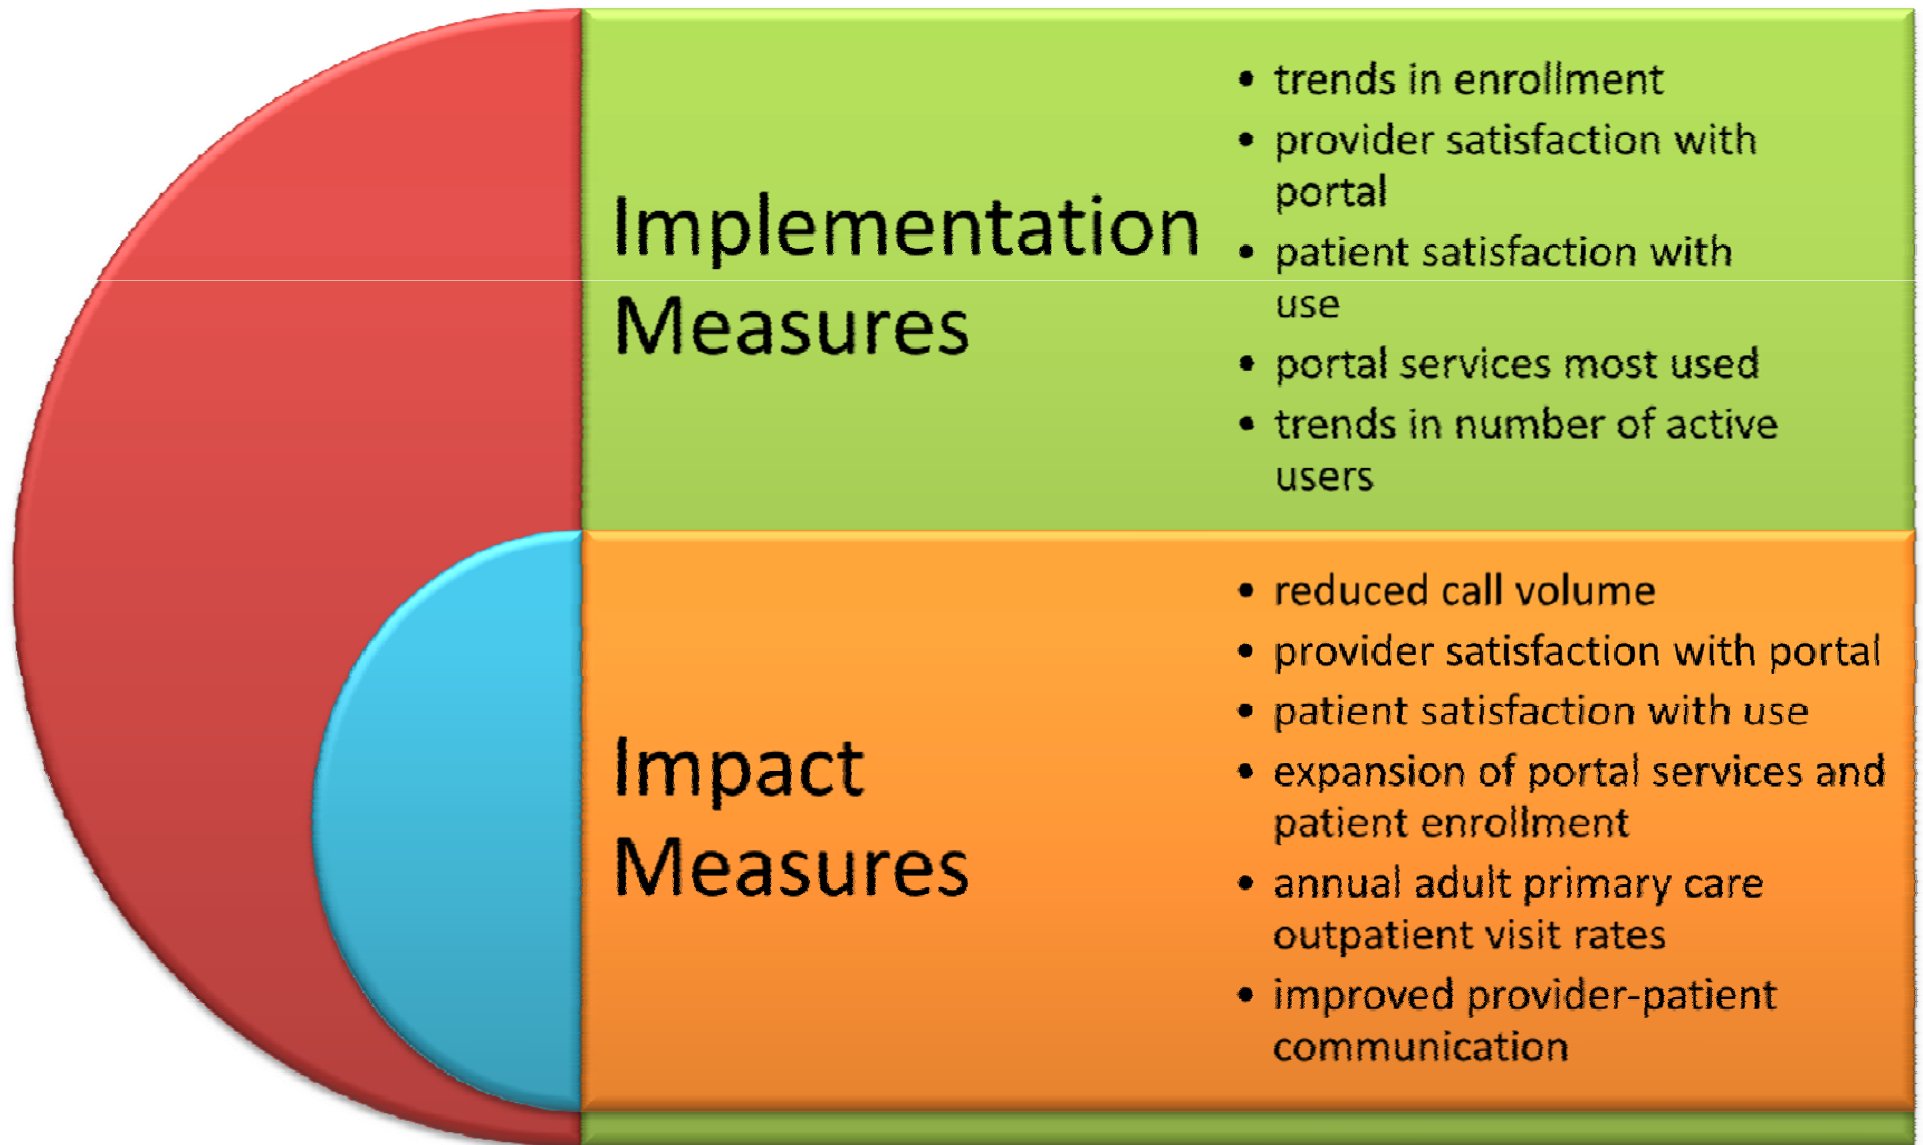 Implementation
Measures
• trends in enrollment
• provider satisfaction with
portal
• patient satisfaction with
use
• portal services most used
• trends in number of active
users
Impact
Measures
• reduced call volume
• provider satisfaction with portal
• patient satisfaction with use
• expansion of portal services and
patient enrollment
• annual adult primary care
outpatient visit rates
• improved provider-patient
communication